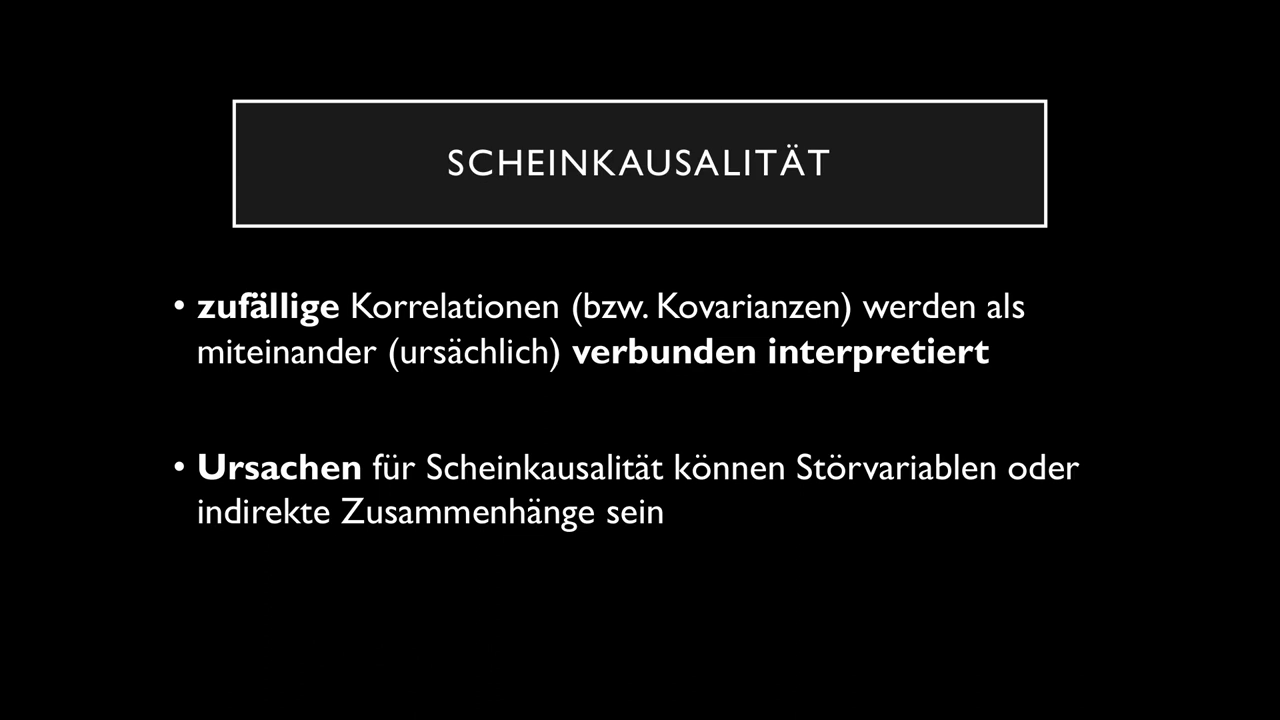 SCHEINKAUSALITÄT
• zufällige Korrelationen (bzw. Kovarianzen) werden als
miteinander (ursächlich) verbunden interpretiert
• Ursachen für Scheinkausalität können Störvariablen oder
indirekte Zusammenhänge sein